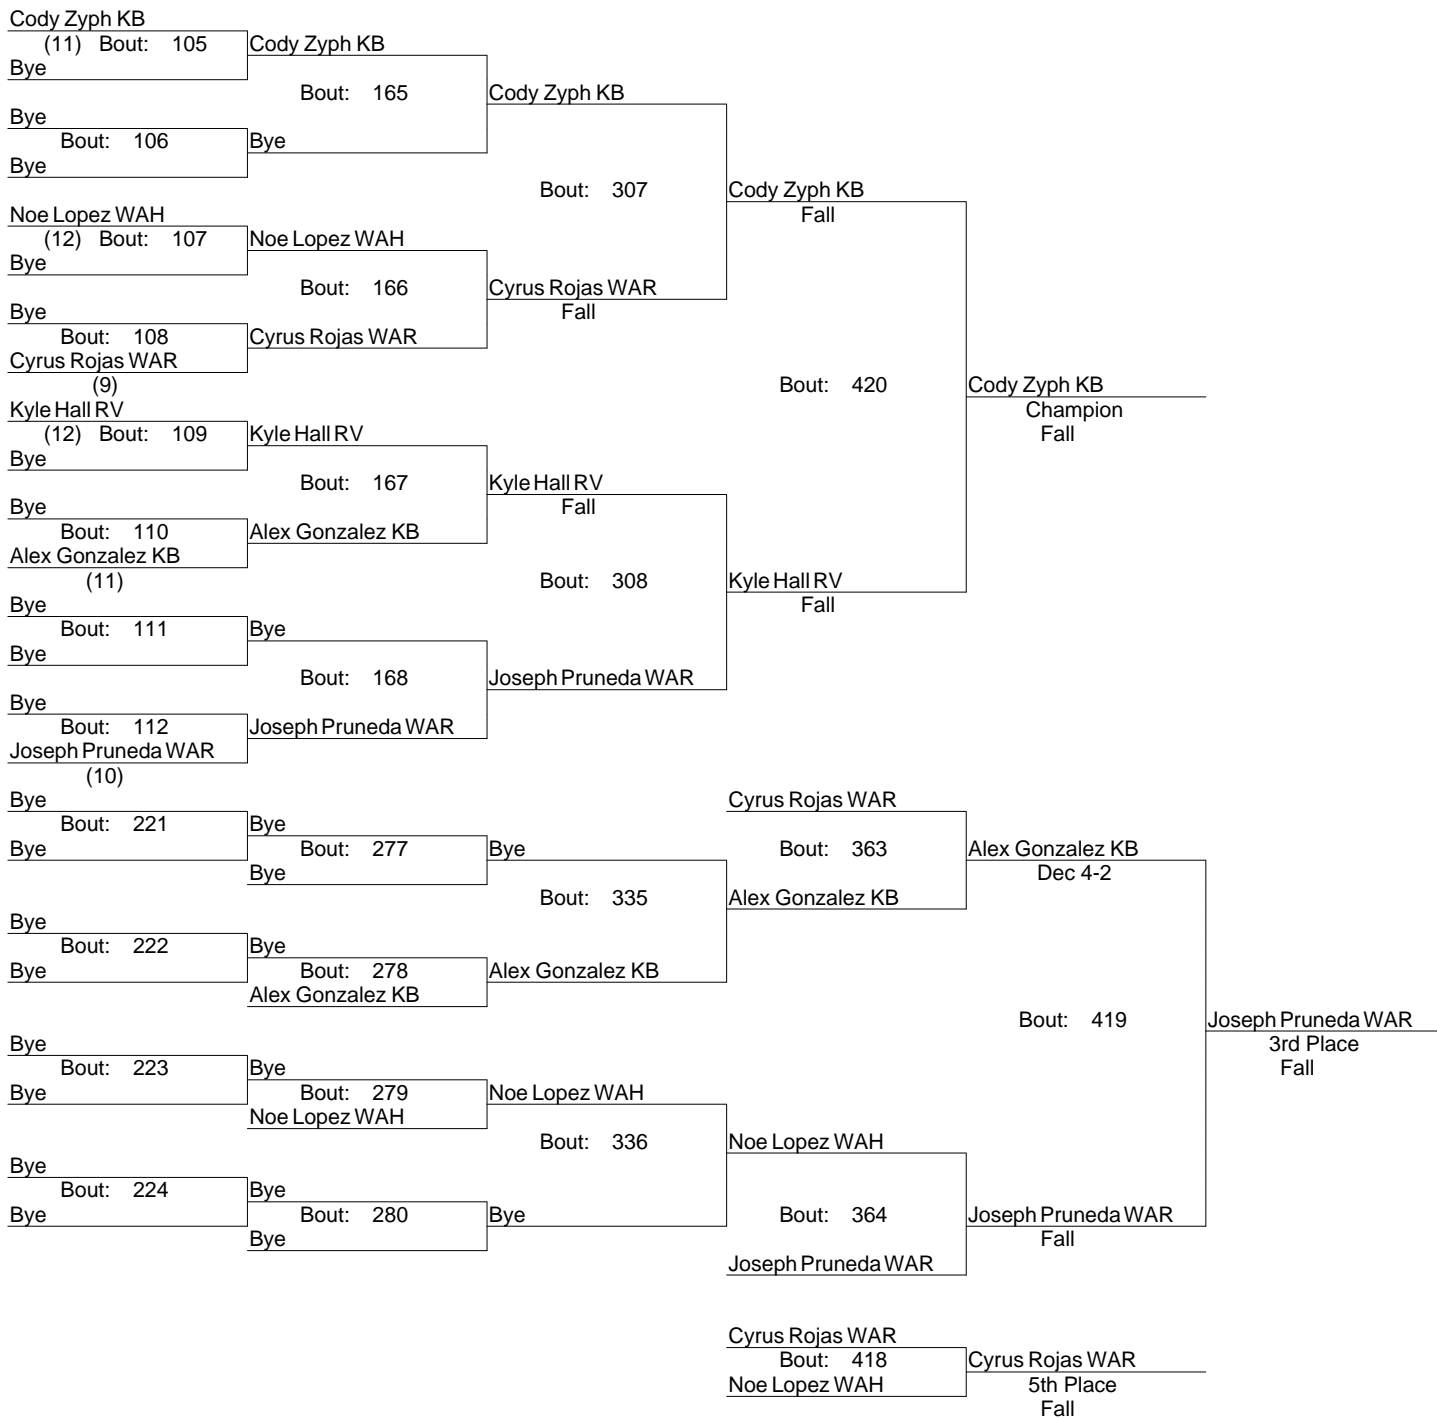 Cody Zyph KB
(11) Bout: 105 Cody Zyph KB
Bye
Bout: 165 Cody Zyph KB
Bye
Bout: 106 Bye
Bye
Bout: 307 Cody Zyph KB
Fall
Noe Lopez WAH
(12) Bout: 107 Noe Lopez WAH
Bye
Bout: 166 Cyrus Rojas WAR
Fall
Bye
Bout: 108 Cyrus Rojas WAR
Cyrus Rojas WAR
(9)
Bout: 420 Cody Zyph KB
Champion
Fall
Kyle Hall RV
(12) Bout: 109 Kyle Hall RV
Bye
Bout: 167 Kyle Hall RV
Fall
Bye
Bout: 110 Alex Gonzalez KB
Alex Gonzalez KB
(11)
Bout: 308 Kyle Hall RV
Fall
Bye
Bout: 111 Bye
Bye
Bout: 168 Joseph Pruneda WAR
Bye
Bout: 112 Joseph Pruneda WAR
Joseph Pruneda WAR
(10)
Bye Cyrus Rojas WAR
Bout: 221 Bye
Bye Bout: 277 Bye Bout: 363 Alex Gonzalez KB
Bye Dec 4-2
Bout: 335 Alex Gonzalez KB
Bye
Bout: 222 Bye
Bye Bout: 278 Alex Gonzalez KB
Alex Gonzalez KB
Bout: 419 Joseph Pruneda WAR
3rd Place
Fall
Bye
Bout: 223 Bye
Bye Bout: 279 Noe Lopez WAH
Noe Lopez WAH
Bout: 336 Noe Lopez WAH
Bye
Bout: 224 Bye
Bye Bout: 280 Bye Bout: 364 Joseph Pruneda WAR
Bye Fall
Joseph Pruneda WAR
Cyrus Rojas WAR
Bout: 418 Cyrus Rojas WAR
Noe Lopez WAH 5th Place
Fall